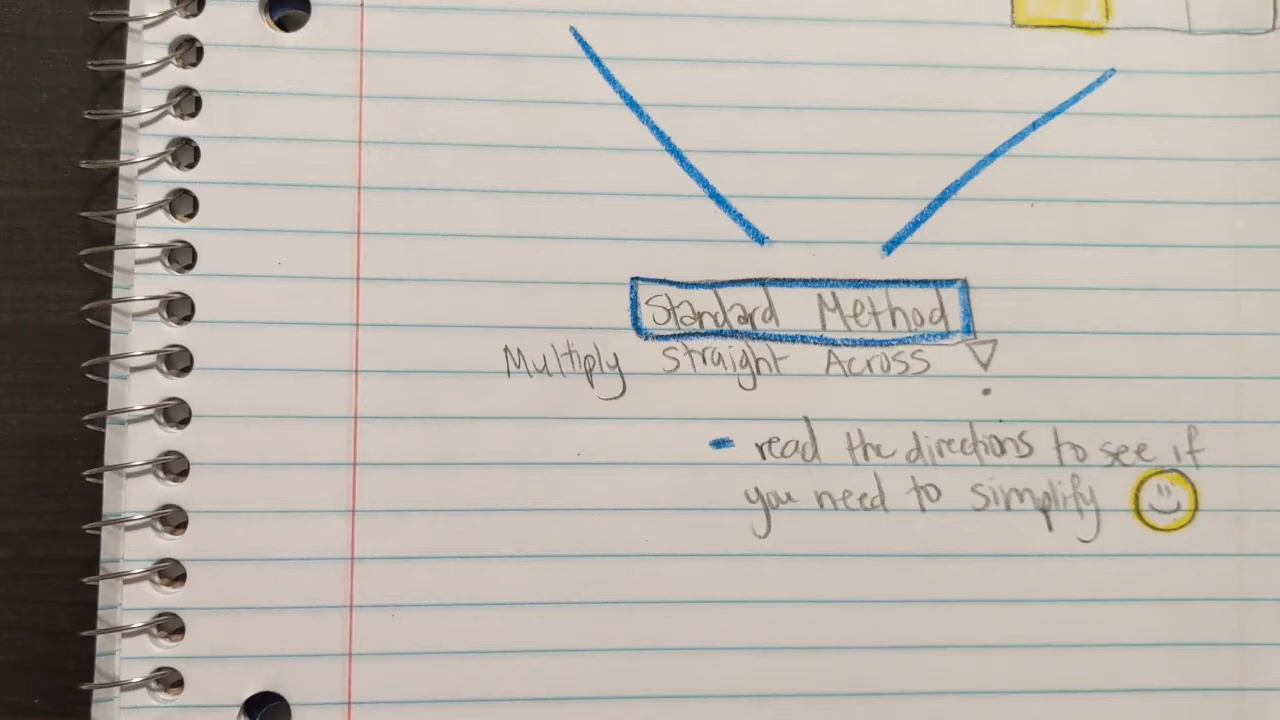 Standard Method
Multiply Straight Across !
- read the directions to see if
you need to simplify